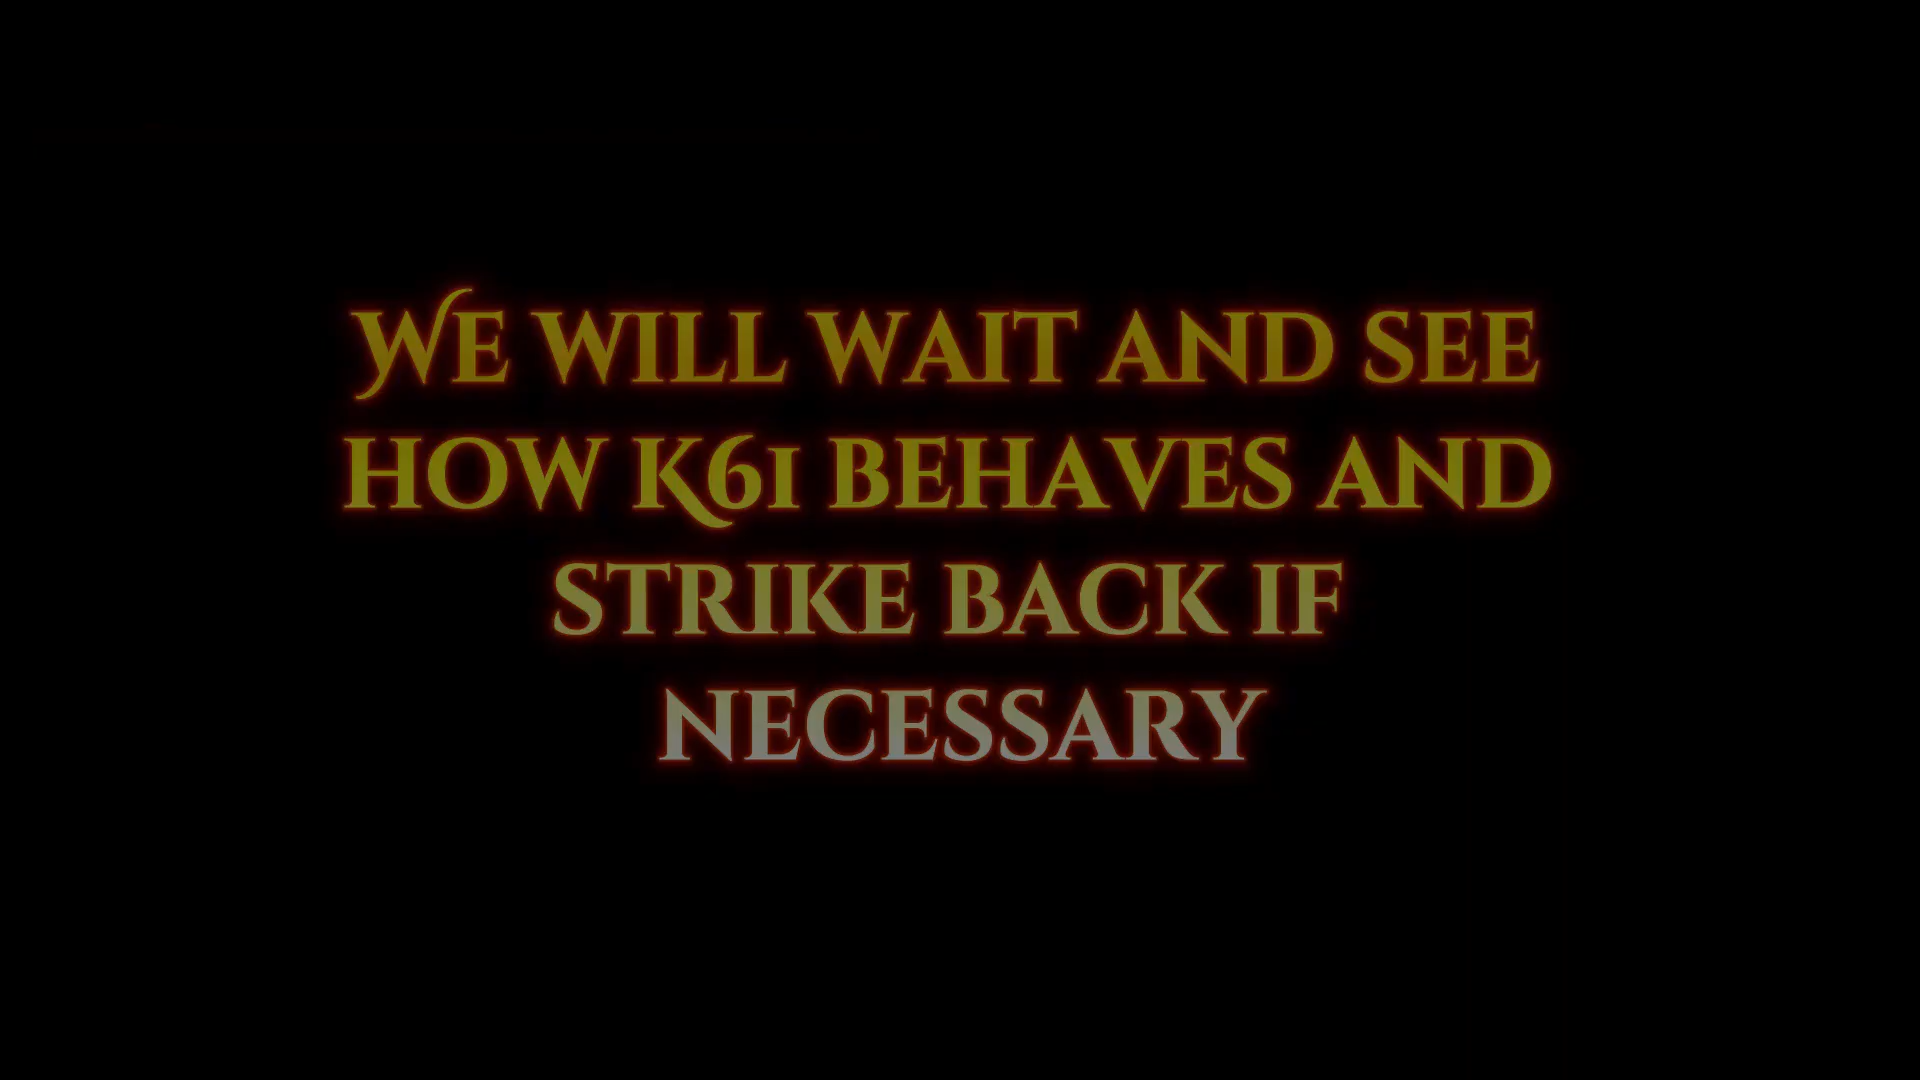 We will wait and see
how K61 behaves and
strike back if
necessary